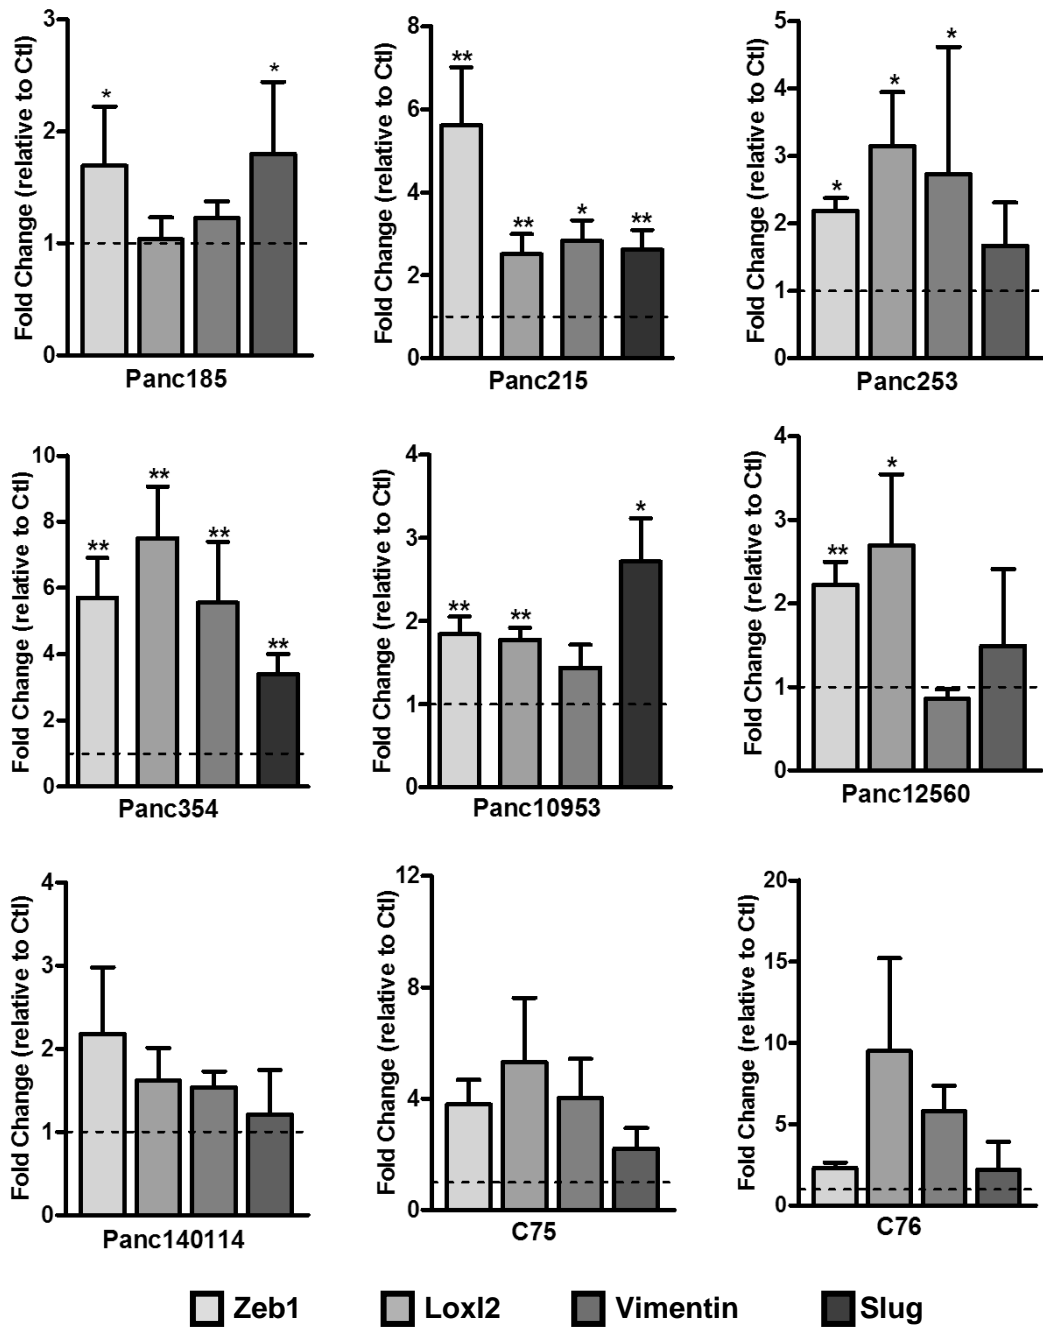 Fold Change (relative to Ctl)
3
2
1
0
*
*
Panc185
Fold Change (relative to Ctl)
8
6
4
2
0
**
**
*
**
Panc215
Fold Change (relative to Ctl)
5
4
3
2
1
0
*
*
*
Panc253
Fold Change (relative to Ctl)
10
8
6
4
2
0
**
**
**
**
Panc354
Fold Change (relative to Ctl)
4
3
2
1
0
**
**
*
Panc10953
Fold Change (relative to Ctl)
4
3
2
1
0
**
*
Panc12560
Fold Change (relative to Ctl)
4
3
2
1
0
Panc140114
Fold Change (relative to Ctl)
12
8
4
0
C75
Fold Change (relative to Ctl)
20
15
10
5
0
C76
Zeb1
Loxl2
Vimentin
Slug